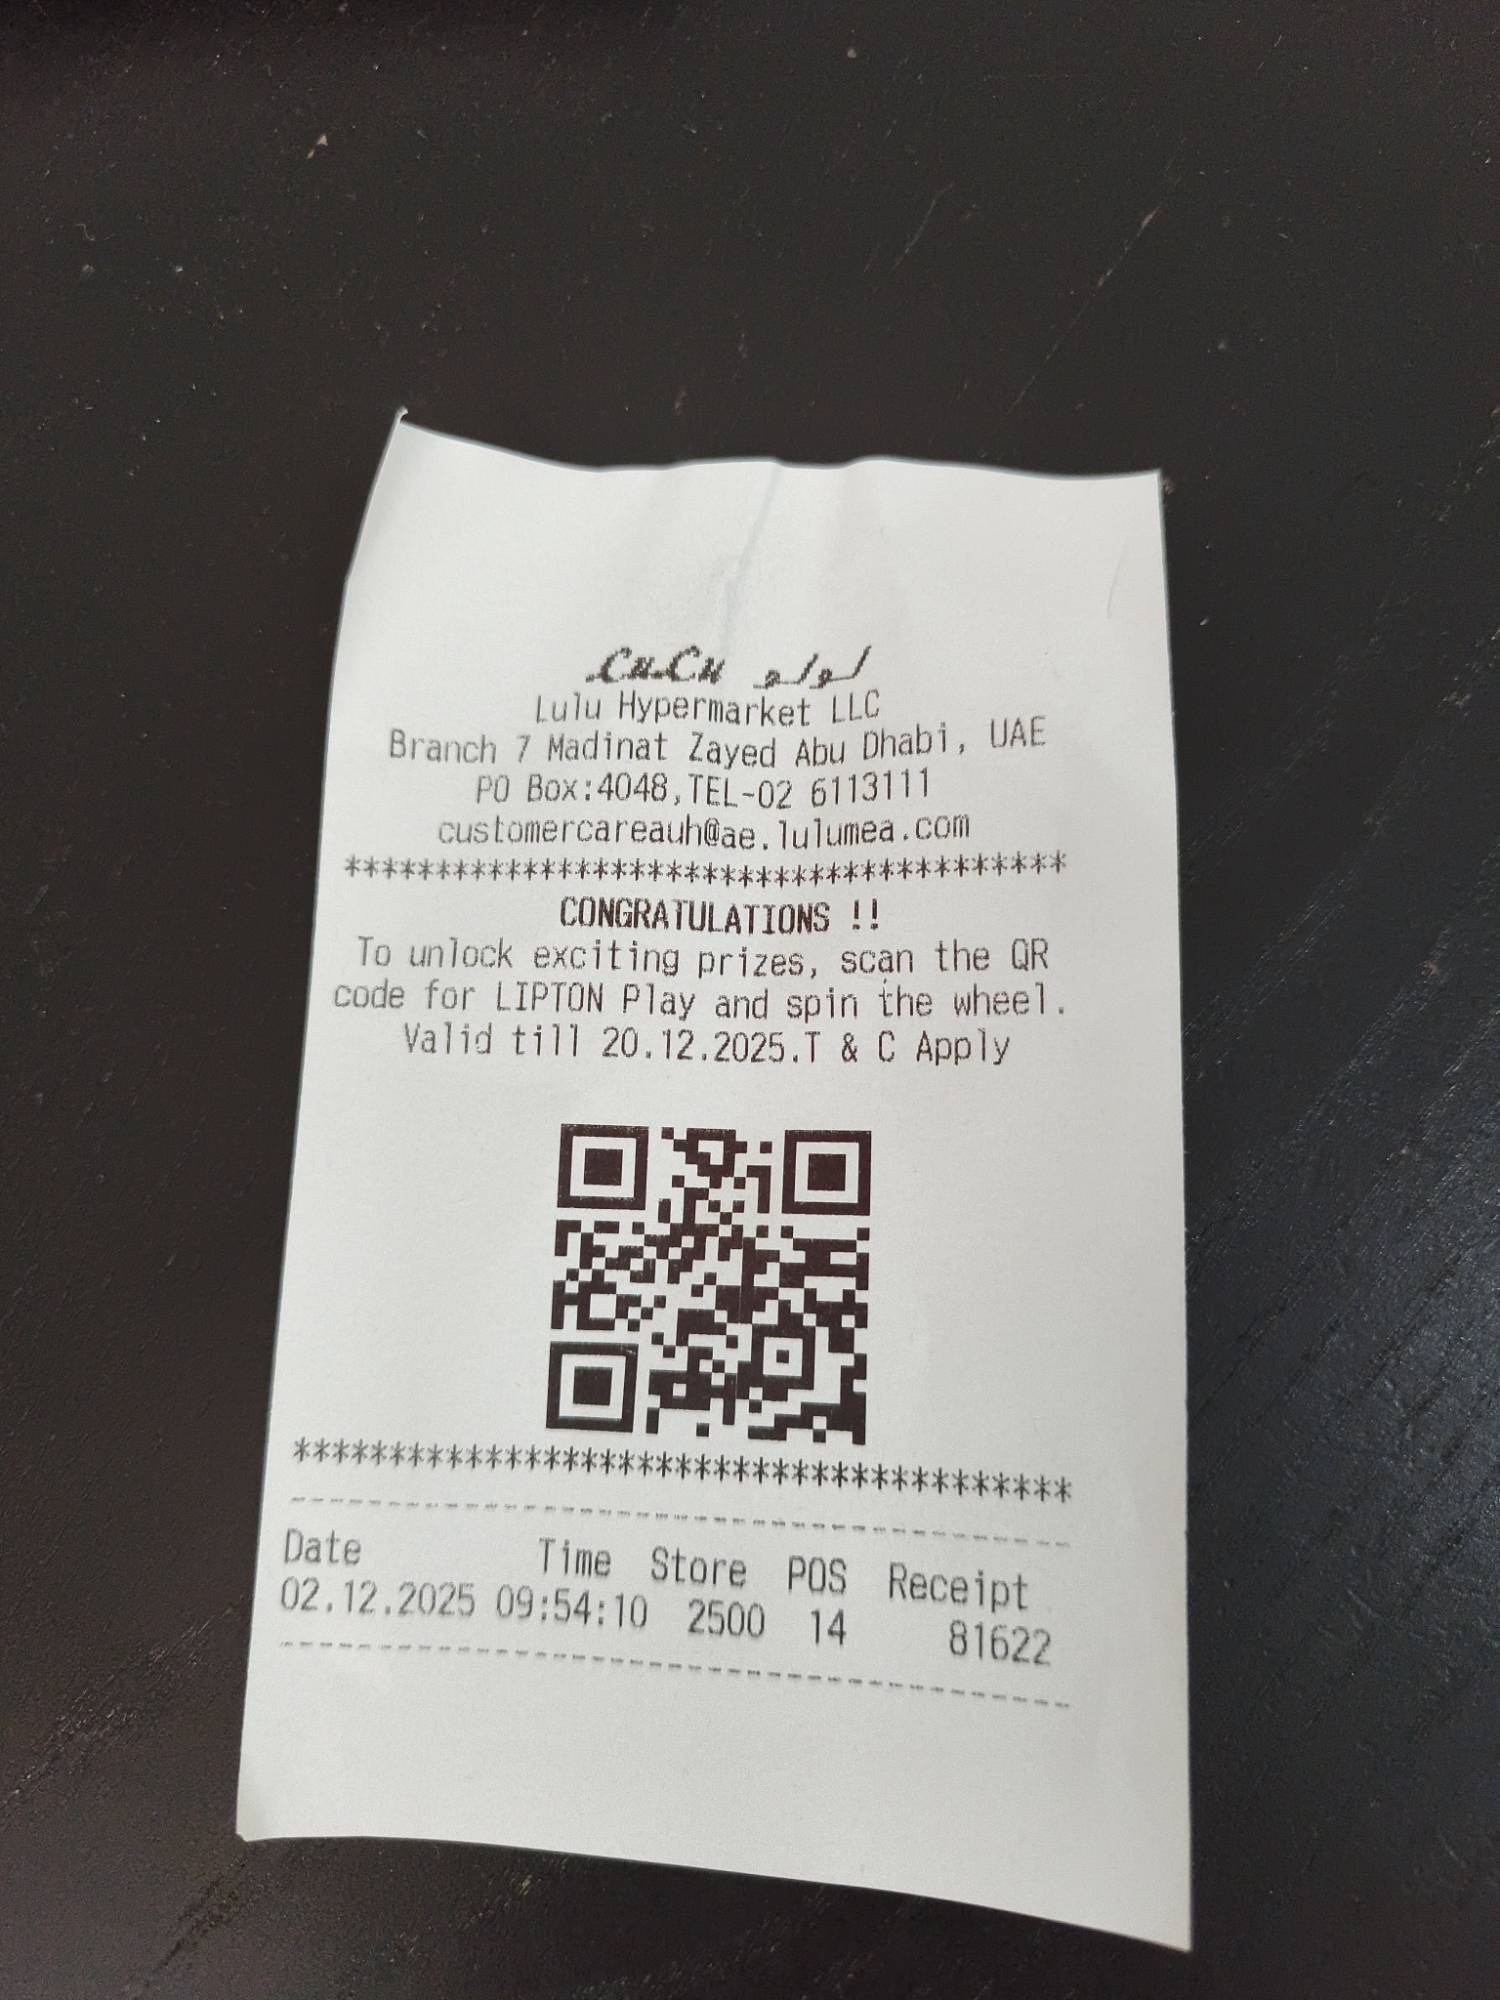 LuLu لولو
Lulu Hypermarket LLC
Branch 7 Madinat Zayed Abu Dhabi, UAE
PO Box:4048,TEL-02 6113111
customercareauh@ae.lulumea.com
****************************************
CONGRATULATIONS !!
To unlock exciting prizes, scan the QR
code for LIPTON Play and spin the wheel.
Valid till 20.12.2025.T & C Apply
****************************************
Date Time Store POS Receipt
02.12.2025 09:54:10 2500 14 81622